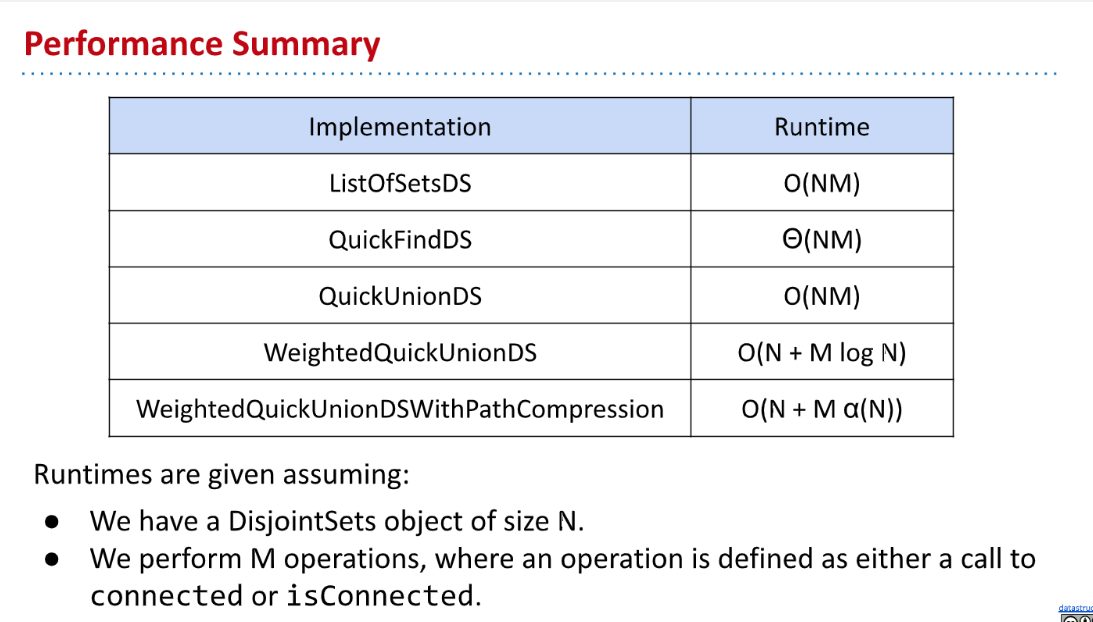 Performance Summary
Implementation Runtime
ListOfSetsDS O(NM)
QuickFindDS Θ(NM)
QuickUnionDS O(NM)
WeightedQuickUnionDS O(N + M log N)
WeightedQuickUnionDSWithPathCompression O(N + M α(N))
Runtimes are given assuming:
● We have a DisjointSets object of size N.
● We perform M operations, where an operation is defined as either a call to
connected or isConnected.
datastruc